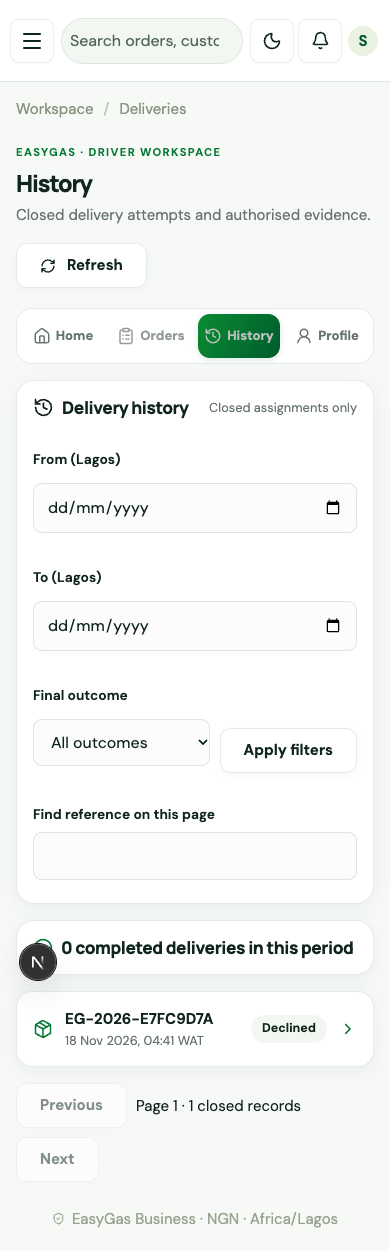 Search orders, custo
S
Workspace / Deliveries
EASYGAS · DRIVER WORKSPACE
History
Closed delivery attempts and authorised evidence.
Refresh
Home Orders History Profile
Delivery history Closed assignments only
From (Lagos)
dd/mm/yyyy
To (Lagos)
dd/mm/yyyy
Final outcome
All outcomes Apply filters
Find reference on this page
0 completed deliveries in this period
N
EG-2026-E7FC9D7A
18 Nov 2026, 04:41 WAT
Declined
Previous Page 1 · 1 closed records
Next
EasyGas Business · NGN · Africa/Lagos